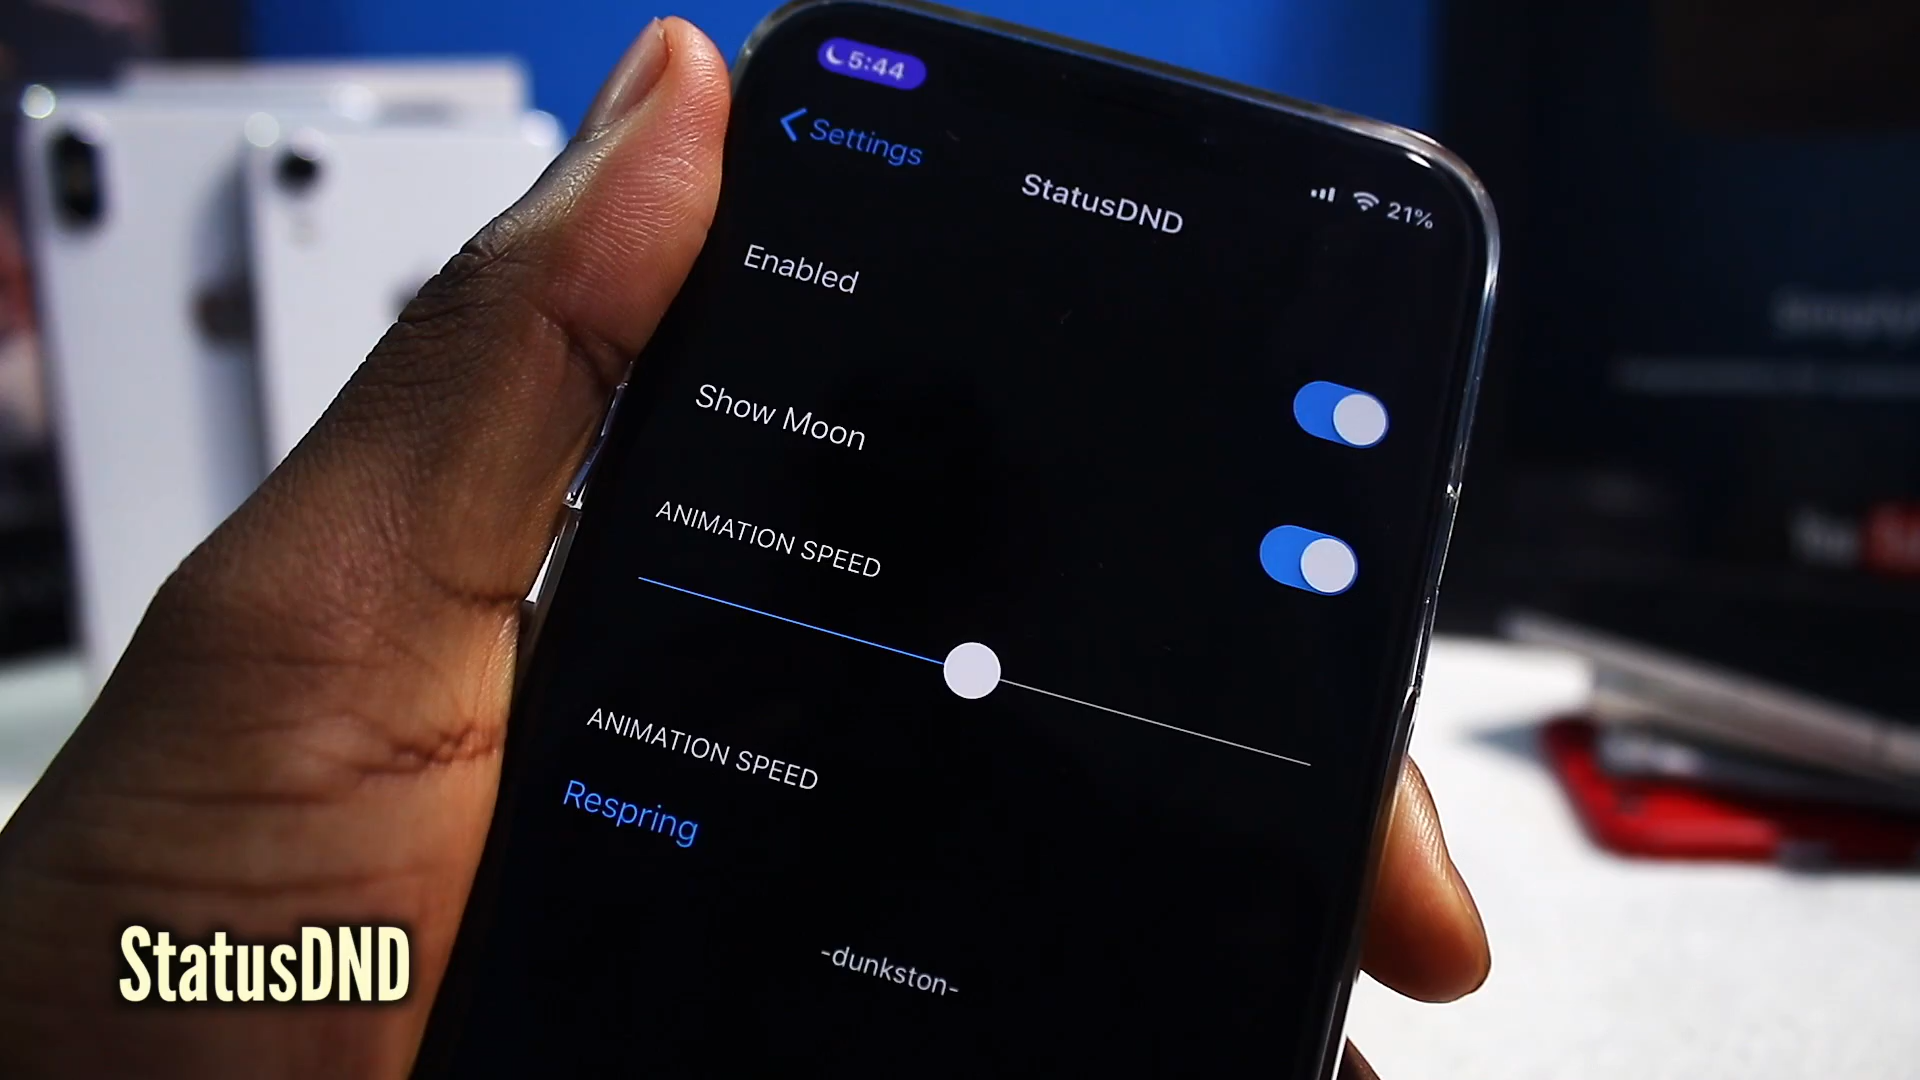 5:44
Settings
StatusDND
21%
Enabled
Show Moon
ANIMATION SPEED
ANIMATION SPEED
Respring
-dunkston-
StatusDND